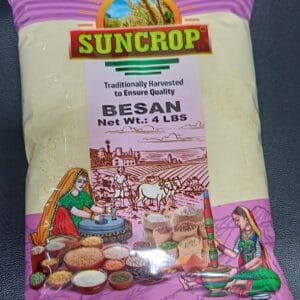 SUNCROP
Traditionally Harvested
to Ensure Quality
BESAN
Net Wt.: 4 LBS